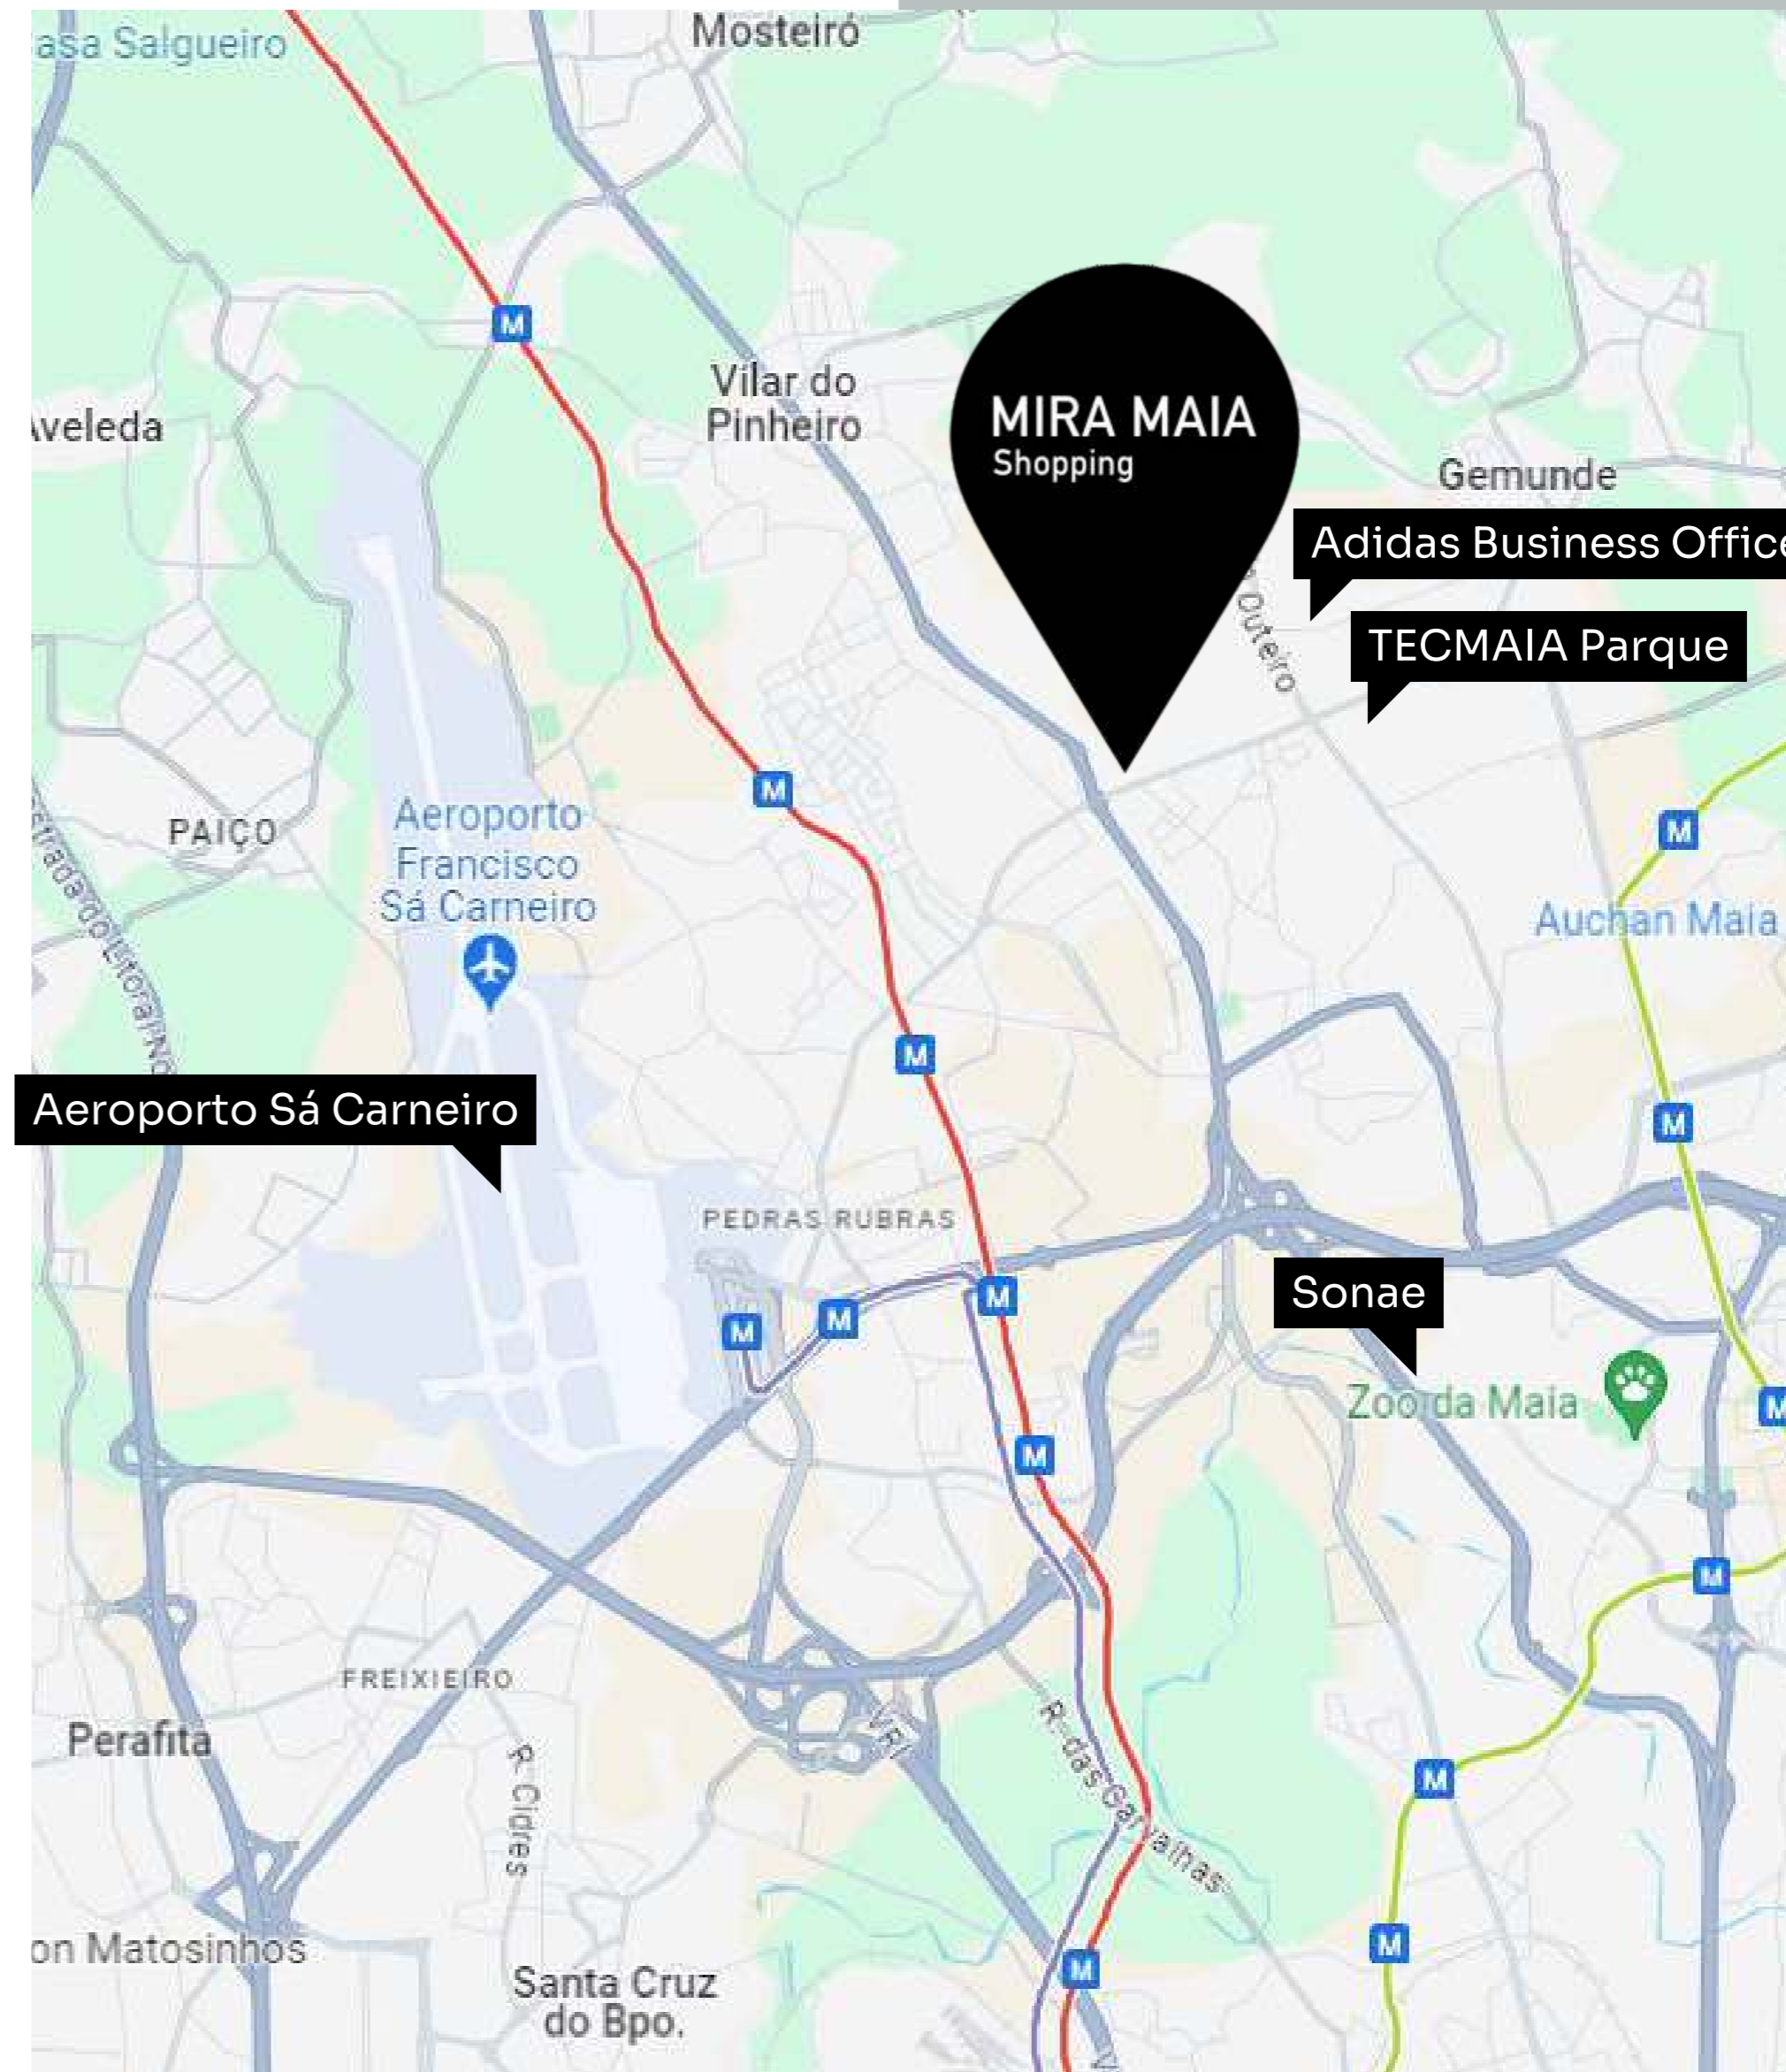 Mosteiró
asa Salgueiro
Vilar do
Pinheiro
MIRA MAIA
Shopping
Aveleda
Gemunde
Adidas Business Office
Outeiro
TECMAIA Parque
M
M
M
PAIÇO
Aeroporto
Francisco
Sá Carneiro
Auchan Maia
M
M
Aeroporto Sá Carneiro
PEDRAS RUBRAS
M
M
M
Sonae
Zoo da Maia
M
M
M
FREIXIEIRO
Perafita
VRI
R. das Carvalhas
R. Cidres
M
M
M
on Matosinhos
Santa Cruz
do Bpo.
V